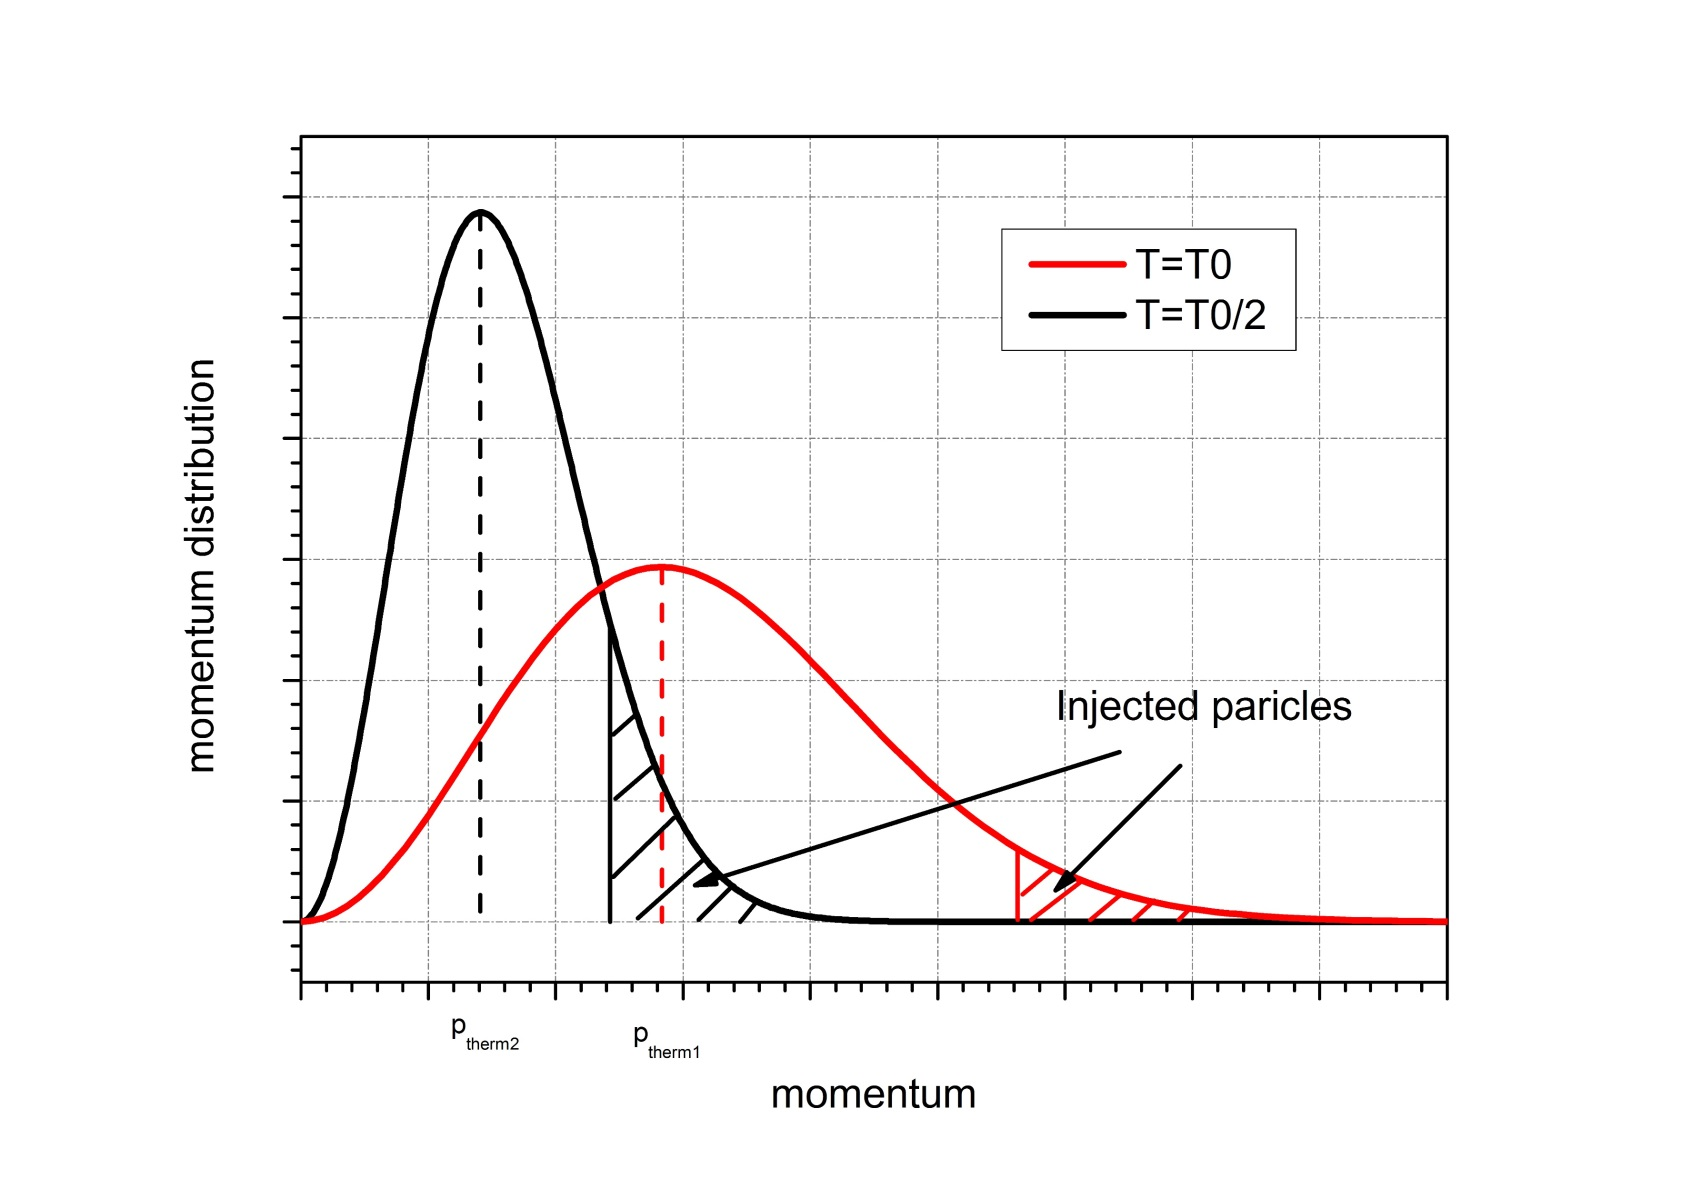 T=T0
T=T0/2
momentum distribution
Injected paricles
p therm2
p therm1
momentum